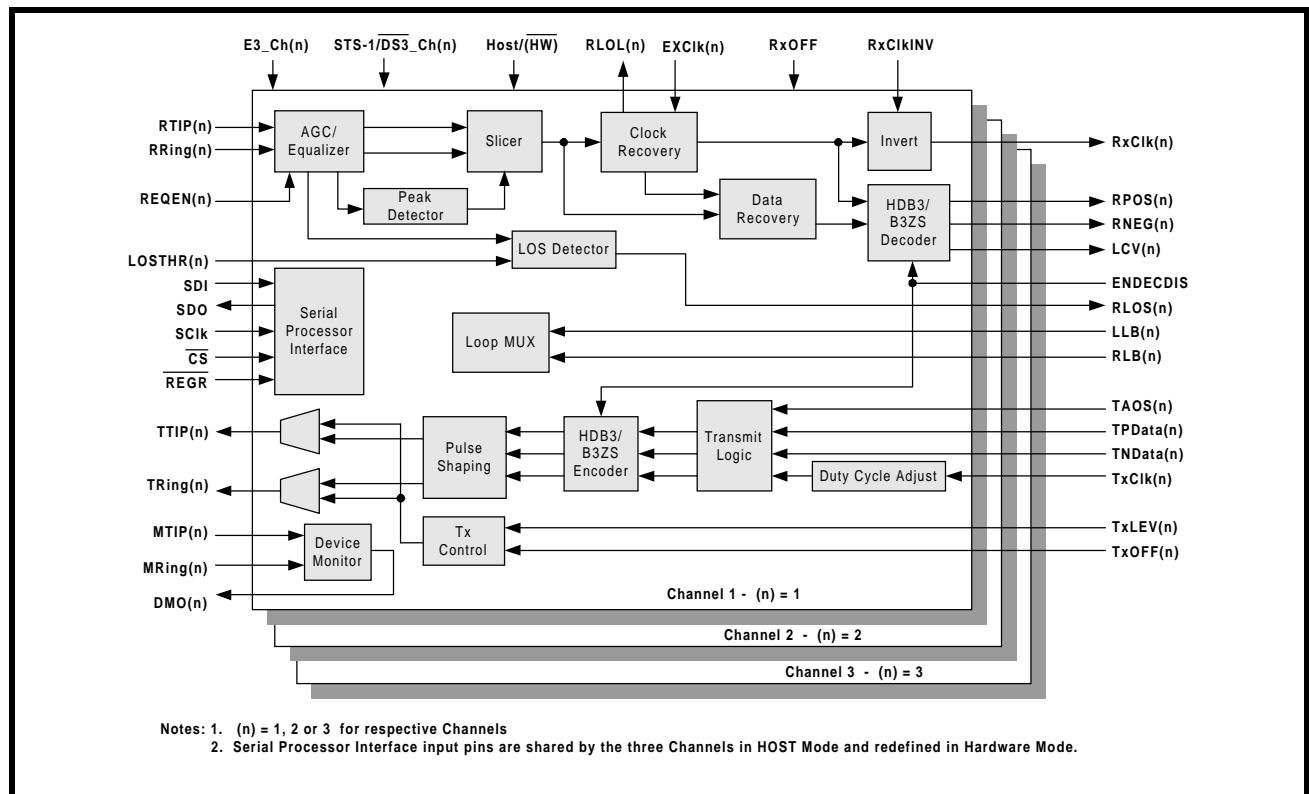 E3_Ch(n)
STS-1/DS3_Ch(n)
Host/(HW)
RLOL(n)
EXClk(n)
RxOFF
RxClkINV
RTIP(n)
RRing(n)
REQEN(n)
LOSTHR(n)
SDI
SDO
SClk
CS
REGR
TTIP(n)
TRing(n)
MTIP(n)
MRing(n)
DMO(n)
AGC/
Equalizer
Peak
Detector
Slicer
LOS Detector
Clock
Recovery
Data
Recovery
Invert
HDB3/
B3ZS
Decoder
Serial
Processor
Interface
Loop MUX
Pulse
Shaping
HDB3/
B3ZS
Encoder
Transmit
Logic
Duty Cycle Adjust
Tx
Control
Device
Monitor
RxClk(n)
RPOS(n)
RNEG(n)
LCV(n)
ENDECDIS
RLOS(n)
LLB(n)
RLB(n)
TAOS(n)
TPData(n)
TNData(n)
TxClk(n)
TxLEV(n)
TxOFF(n)
Channel 1 - (n) = 1
Channel 2 - (n) = 2
Channel 3 - (n) = 3
Notes: 1. (n) = 1, 2 or 3 for respective Channels
2. Serial Processor Interface input pins are shared by the three Channels in HOST Mode and redefined in Hardware Mode.